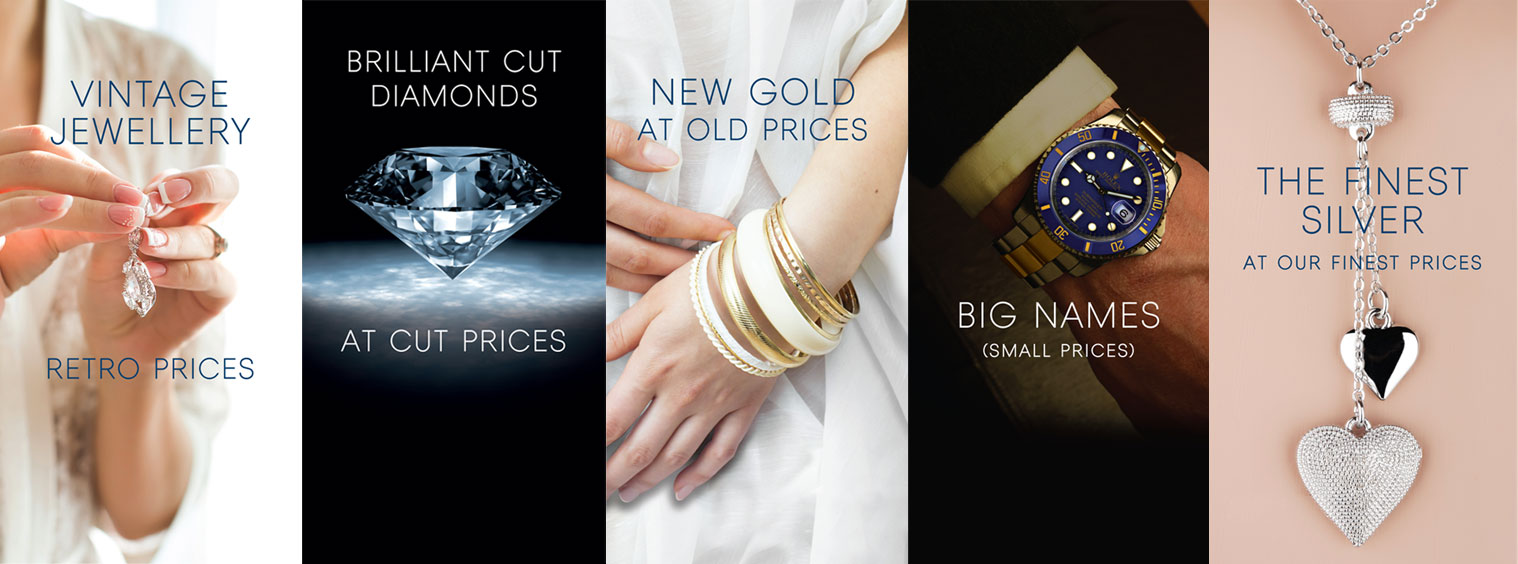 VINTAGE
JEWELLERY
RETRO PRICES
BRILLIANT CUT
DIAMONDS
AT CUT PRICES
NEW GOLD
AT OLD PRICES
BIG NAMES
(SMALL PRICES)
THE FINEST
SILVER
AT OUR FINEST PRICES